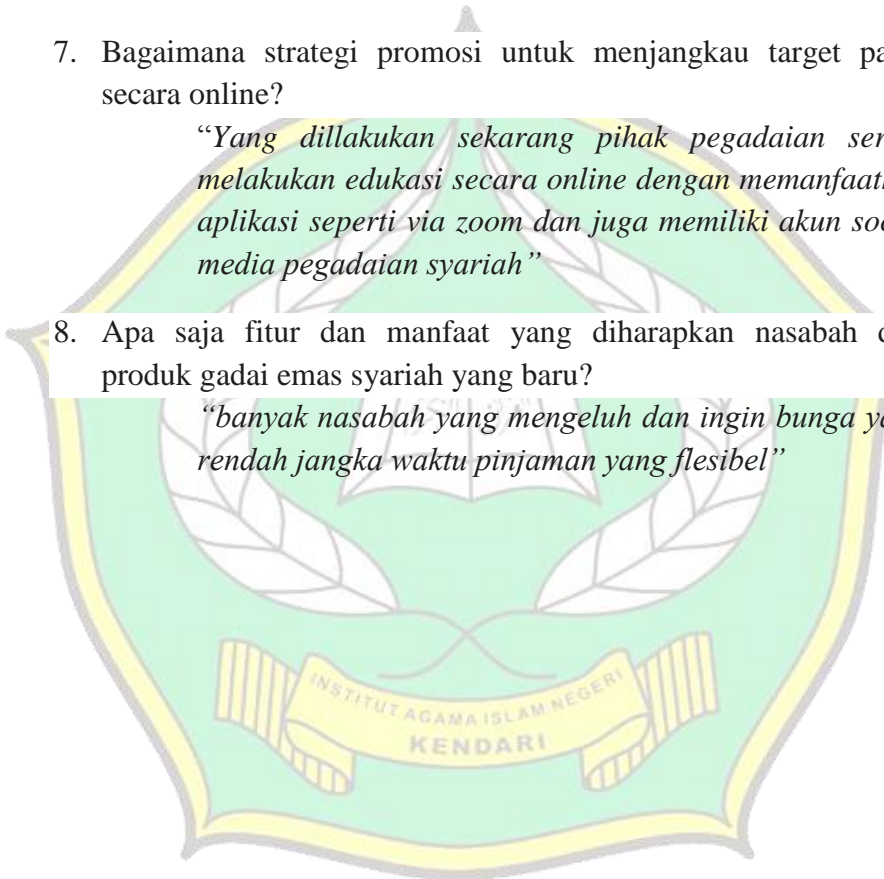 7. Bagaimana strategi promosi untuk menjangkau target pa
secara online?
“Yang dillakukan sekarang pihak pegadaian ser
melakukan edukasi secara online dengan memanfaat
aplikasi seperti via zoom dan juga memiliki akun so
media pegadaian syariah”
8. Apa saja fitur dan manfaat yang diharapkan nasabah d
produk gadai emas syariah yang baru?
“banyak nasabah yang mengeluh dan ingin bunga ya
rendah jangka waktu pinjaman yang flesibel”
INSTITUT AGAMA ISLAM NEGERI
KENDARI